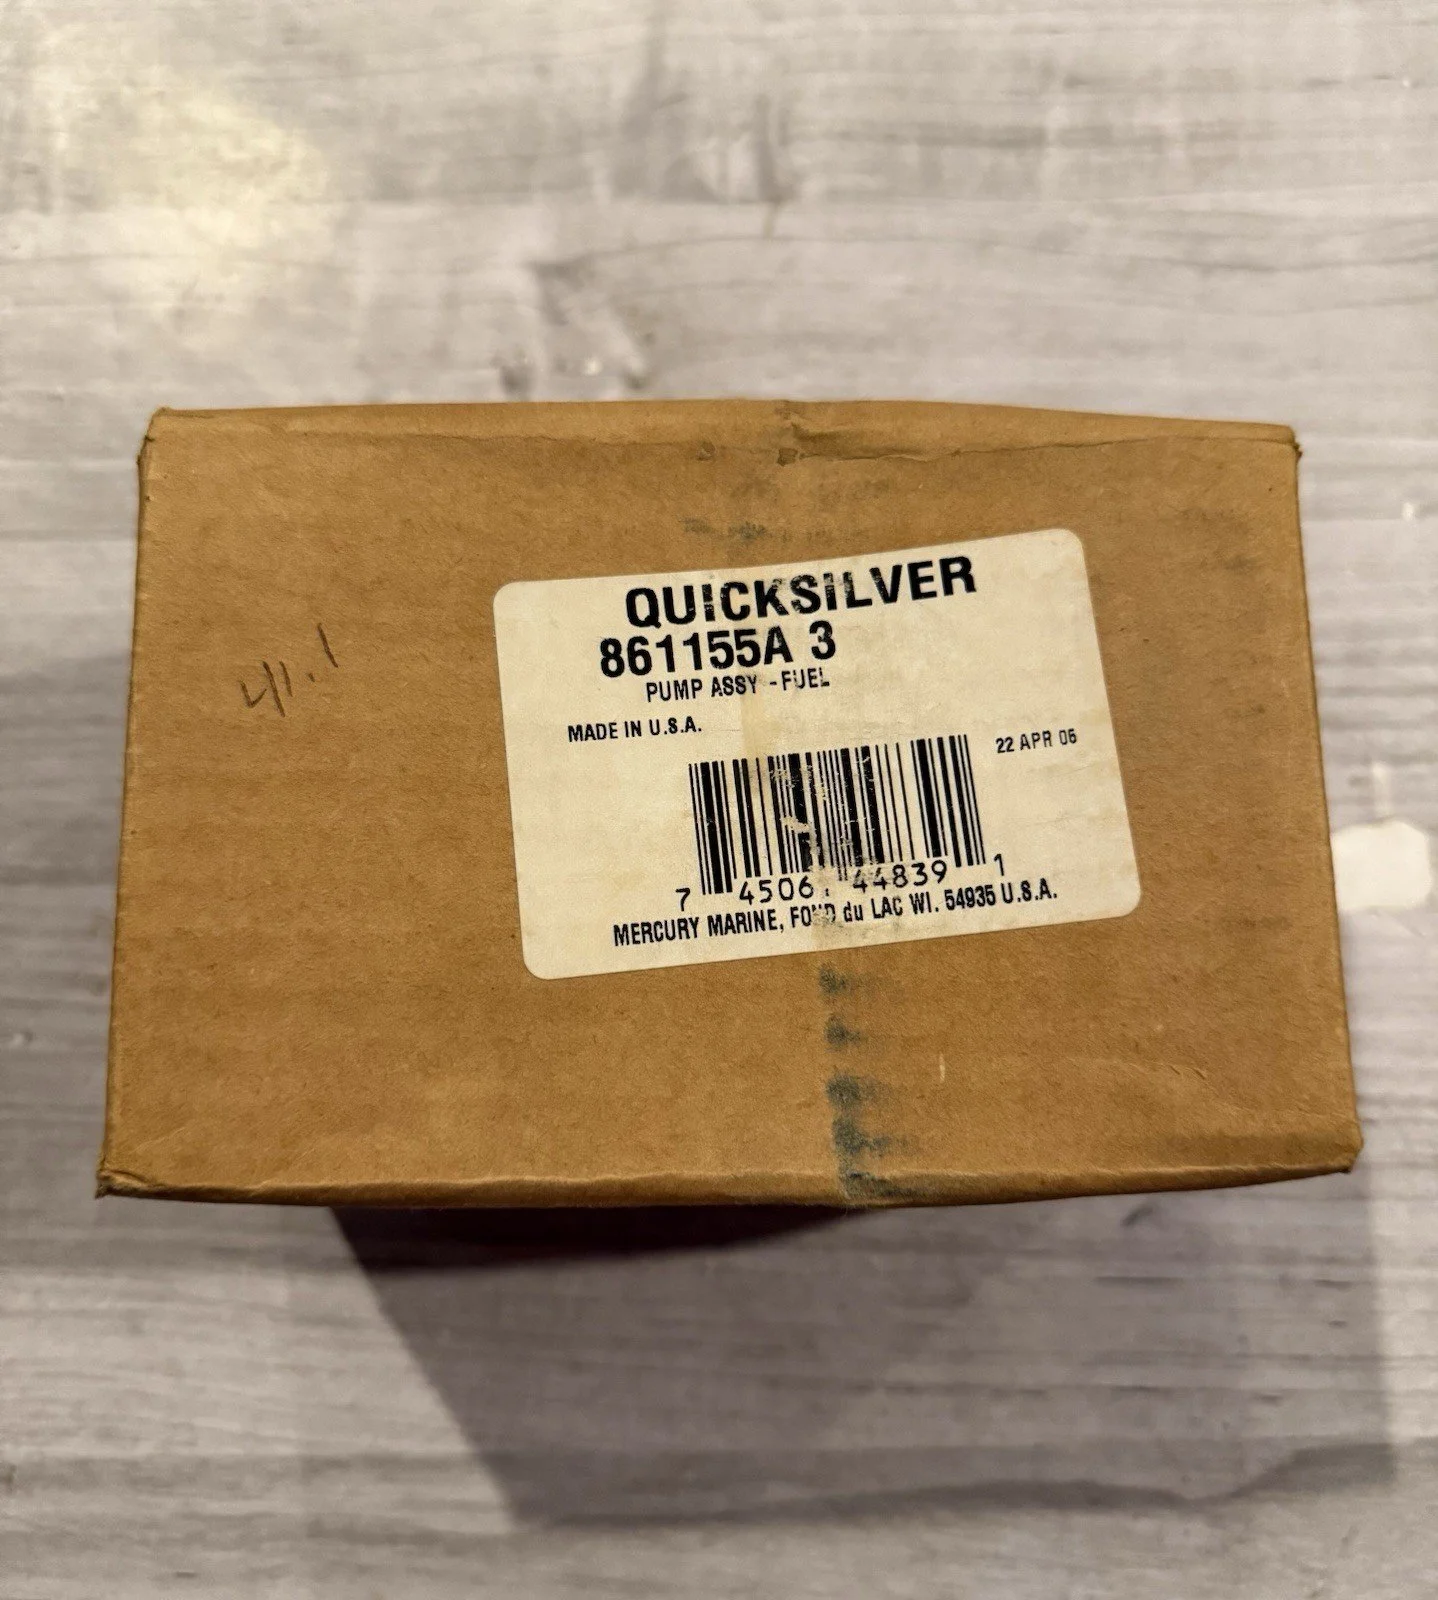 QUICKSILVER
861155A 3
PUMP ASSY - FUEL
MADE IN U.S.A.
22 APR 06
7 45061 44839 1
MERCURY MARINE, FOND du LAC WI. 54935 U.S.A.
41.1